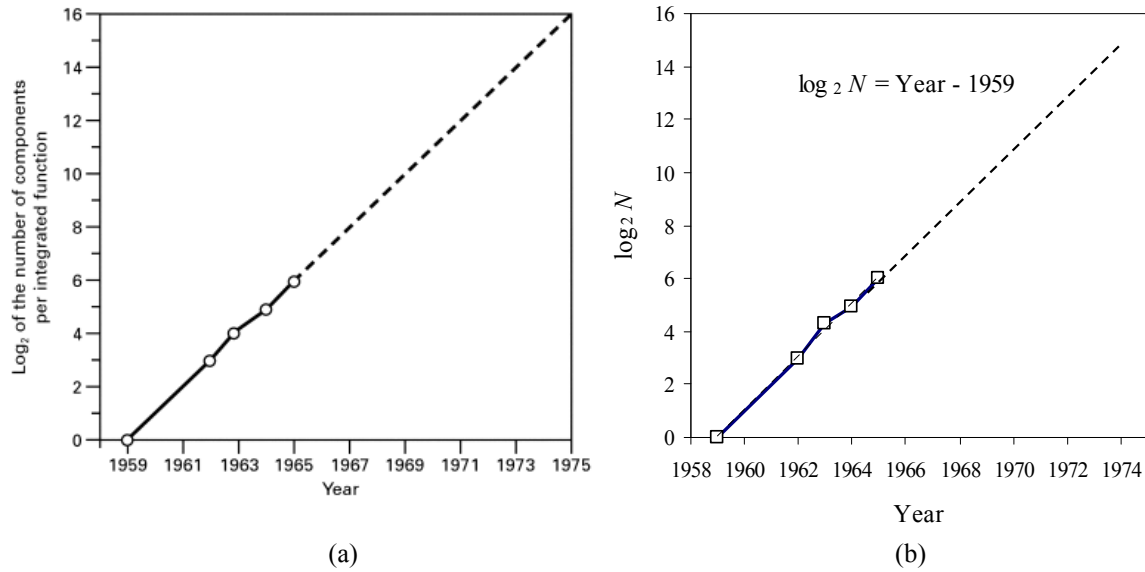 16
14
12
10
8
6
4
2
0
Log₂ of the number of components
per integrated function
1959 1961 1963 1965 1967 1969 1971 1973 1975
Year
(a)
16
14
12
10
8
6
4
2
0
log ₂ N
log ₂ N = Year - 1959
1958 1960 1962 1964 1966 1968 1970 1972 1974
Year
(b)